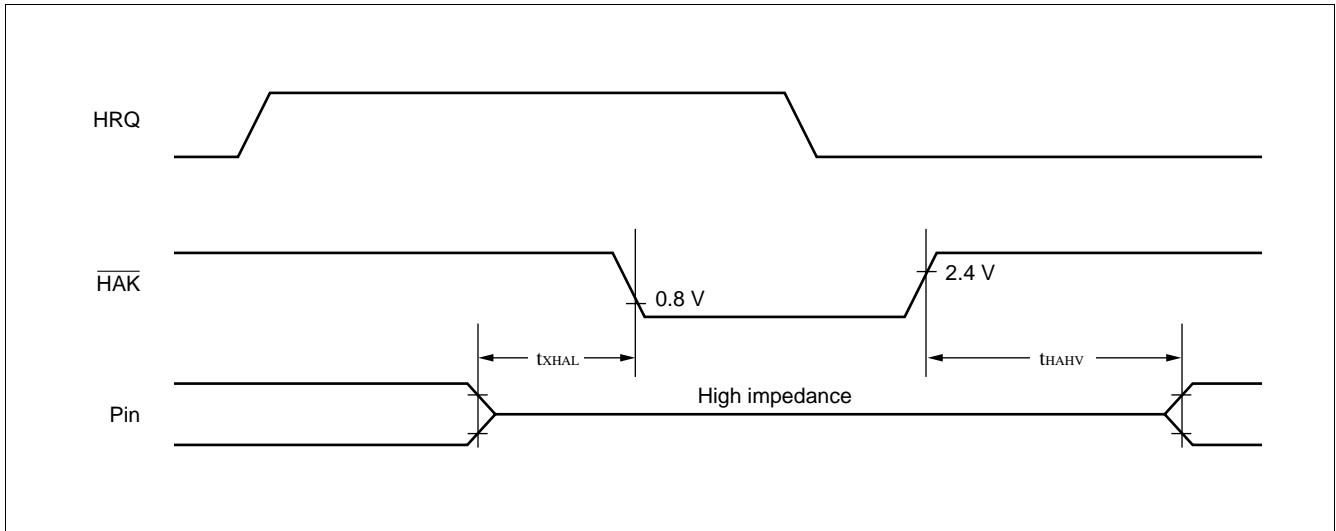 HRQ
HAK
0.8 V
2.4 V
tXHAL
tHAHV
Pin
High impedance